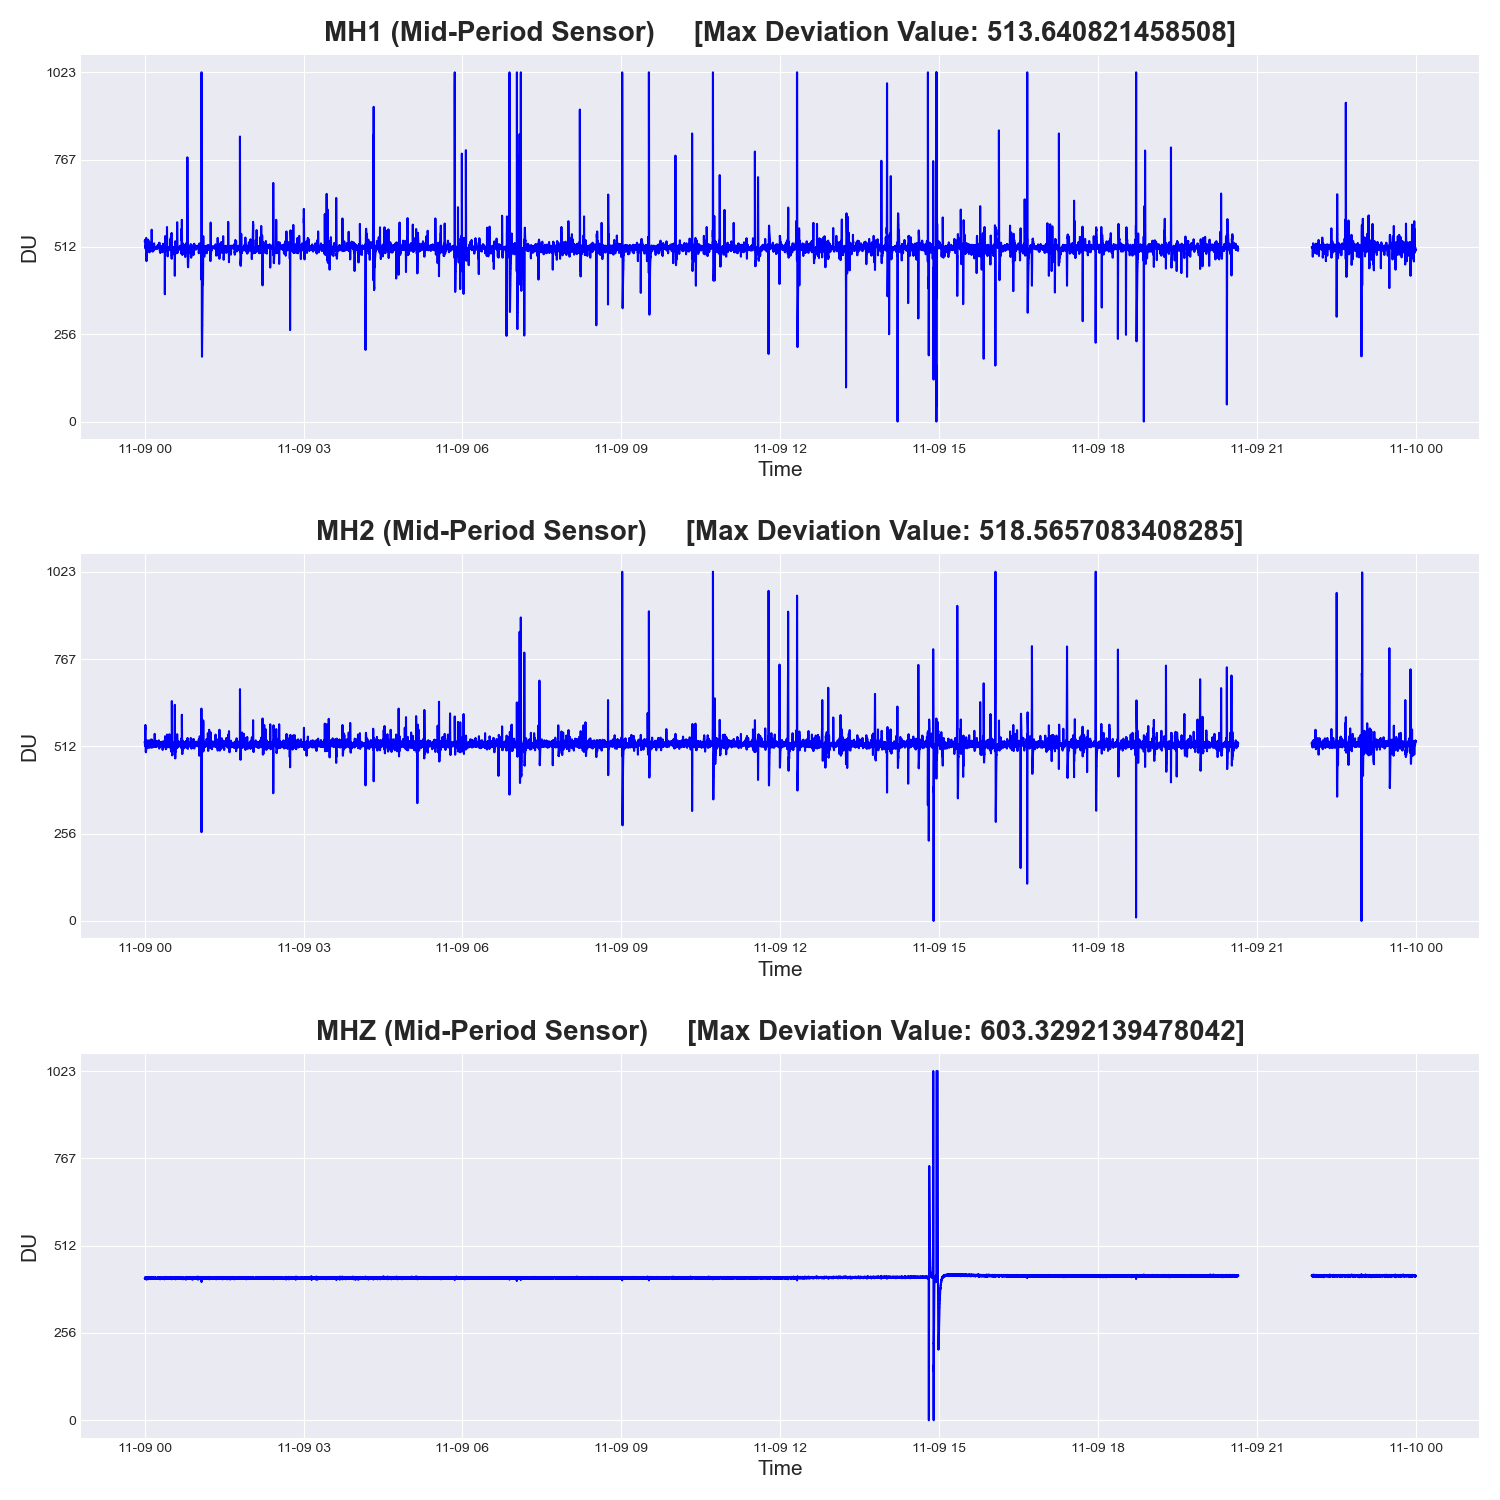 MH1 (Mid-Period Sensor) [Max Deviation Value: 513.640821458508]
1023
767
512
256
0
DU
11-09 00 11-09 03 11-09 06 11-09 09 11-09 12 11-09 15 11-09 18 11-09 21 11-10 00
Time
MH2 (Mid-Period Sensor) [Max Deviation Value: 518.5657083408285]
1023
767
512
256
0
DU
11-09 00 11-09 03 11-09 06 11-09 09 11-09 12 11-09 15 11-09 18 11-09 21 11-10 00
Time
MHZ (Mid-Period Sensor) [Max Deviation Value: 603.3292139478042]
1023
767
512
256
0
DU
11-09 00 11-09 03 11-09 06 11-09 09 11-09 12 11-09 15 11-09 18 11-09 21 11-10 00
Time